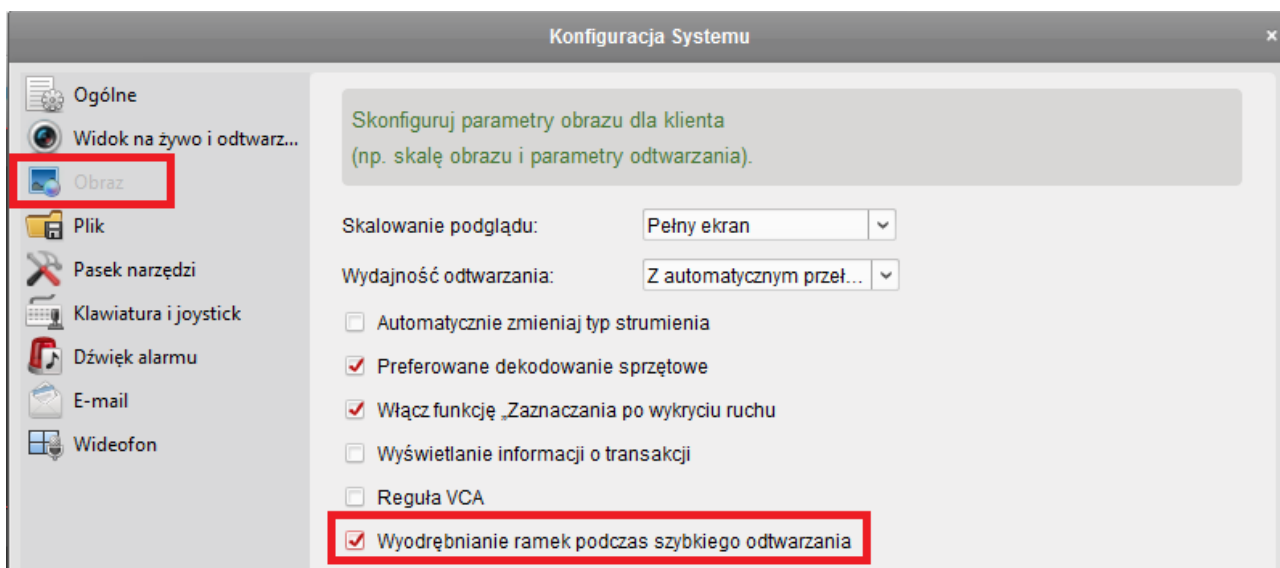 Konfiguracja Systemu
×
Ogólne
Widok na żywo i odtwarz...
Obraz
Plik
Pasek narzędzi
Klawiatura i joystick
Dźwięk alarmu
E-mail
Wideofon
Skonfiguruj parametry obrazu dla klienta
(np. skalę obrazu i parametry odtwarzania).
Skalowanie podglądu: Pełny ekran
Wydajność odtwarzania: Z automatycznym przeł...
Automatycznie zmieniaj typ strumienia
Preferowane dekodowanie sprzętowe
Włącz funkcję „Zaznaczania po wykryciu ruchu
Wyświetlanie informacji o transakcji
Reguła VCA
Wyodrębnianie ramek podczas szybkiego odtwarzania